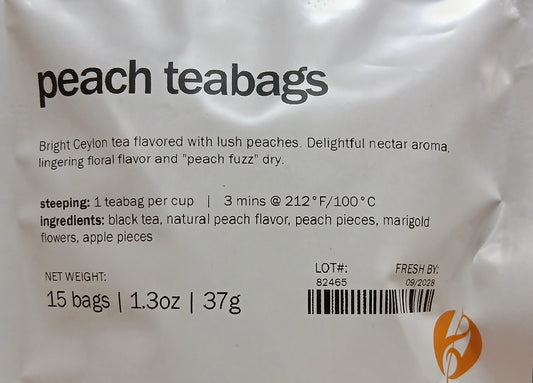 peach teabags
Bright Ceylon tea flavored with lush peaches. Delightful nectar aroma,
lingering floral flavor and "peach fuzz" dry.
steeping: 1 teabag per cup | 3 mins @ 212°F/100°C
ingredients: black tea, natural peach flavor, peach pieces, marigold
flowers, apple pieces
NET WEIGHT:
15 bags | 1.3oz | 37g
LOT#: FRESH BY:
82465 09/2028